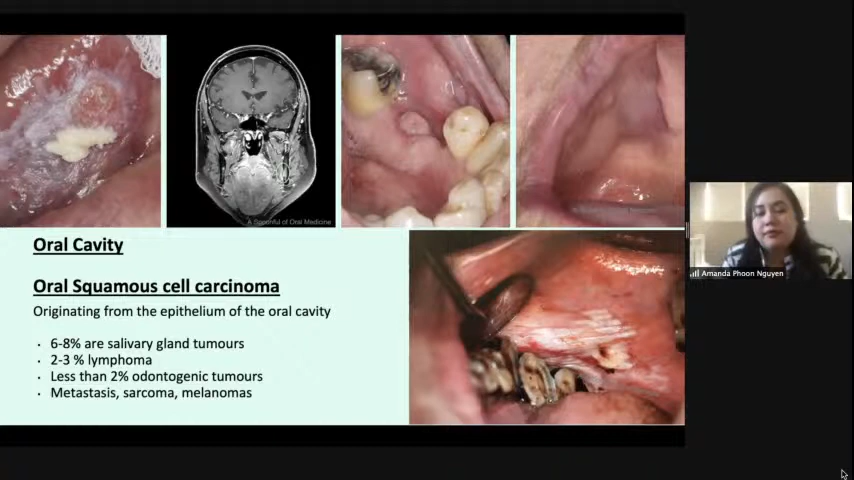 A Spoonful of Oral Medicine
Oral Cavity
Oral Squamous cell carcinoma
Originating from the epithelium of the oral cavity
• 6-8% are salivary gland tumours
• 2-3 % lymphoma
• Less than 2% odontogenic tumours
• Metastasis, sarcoma, melanomas
Amanda Phoon Nguyen